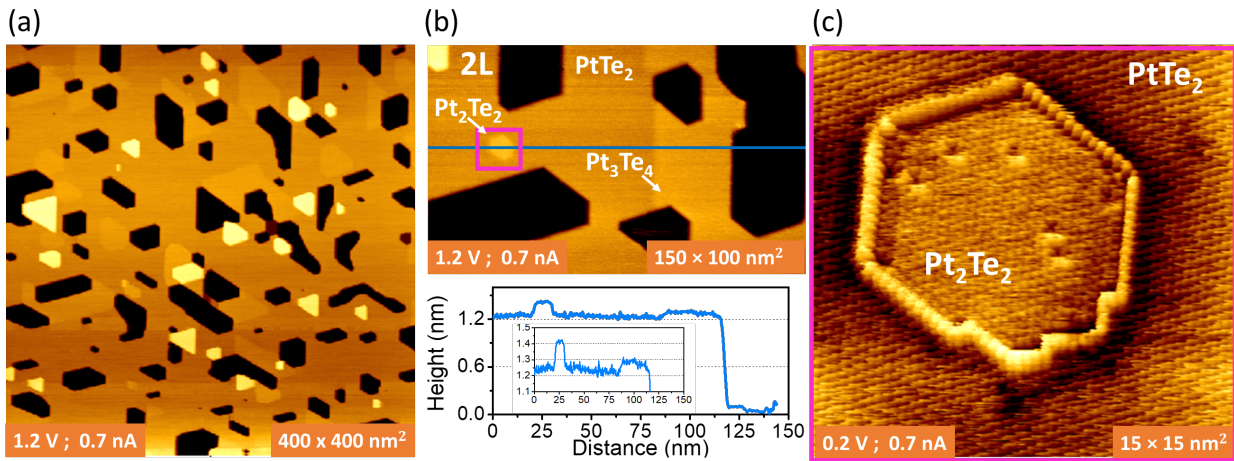 (a)
1.2 V ; 0.7 nA
400 x 400 nm²
(b)
2L
PtTe₂
Pt₂Te₂
Pt₃Te₄
1.2 V ; 0.7 nA
150 × 100 nm²
Height (nm)
1.2
0.6
0.0
1.5
1.4
1.3
1.2
1.1
0 25 50 75 100 125 150
0 25 50 75 100 125 150
Distance (nm)
(c)
PtTe₂
Pt₂Te₂
0.2 V ; 0.7 nA
15 × 15 nm²